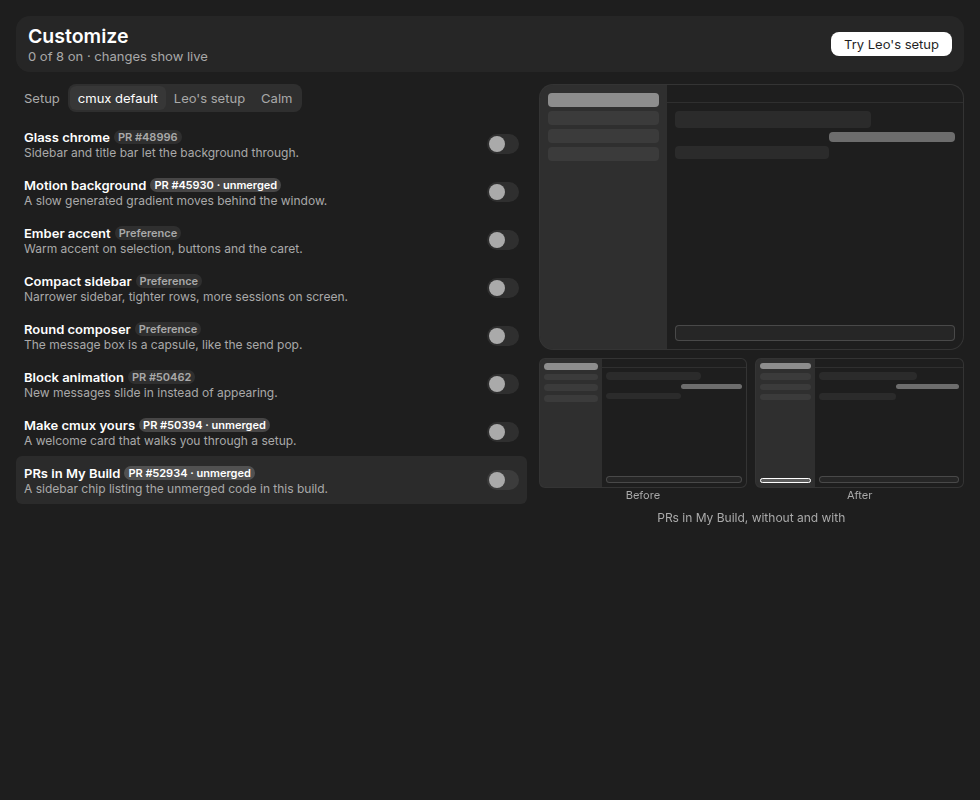 Customize
0 of 8 on · changes show live
Try Leo's setup
Setup
cmux default
Leo's setup
Calm
Glass chrome PR #48996
Sidebar and title bar let the background through.
Motion background PR #45930 · unmerged
A slow generated gradient moves behind the window.
Ember accent Preference
Warm accent on selection, buttons and the caret.
Compact sidebar Preference
Narrower sidebar, tighter rows, more sessions on screen.
Round composer Preference
The message box is a capsule, like the send pop.
Block animation PR #50462
New messages slide in instead of appearing.
Make cmux yours PR #50394 · unmerged
A welcome card that walks you through a setup.
PRs in My Build PR #52934 · unmerged
A sidebar chip listing the unmerged code in this build.
Before
After
PRs in My Build, without and with